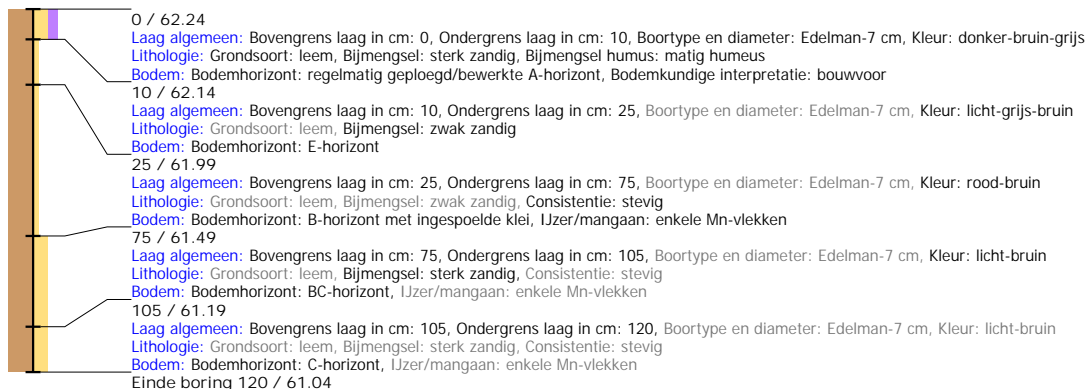 0 / 62.24
Laag algemeen: Bovengrens laag in cm: 0, Ondergrens laag in cm: 10, Boortype en diameter: Edelman-7 cm, Kleur: donker-bruin-grijs
Lithologie: Grondsoort: leem, Bijmengsel: sterk zandig, Bijmengsel humus: matig humeus
Bodem: Bodemhorizont: regelmatig geploegd/bewerkte A-horizont, Bodemkundige interpretatie: bouwvoor
10 / 62.14
Laag algemeen: Bovengrens laag in cm: 10, Ondergrens laag in cm: 25, Boortype en diameter: Edelman-7 cm, Kleur: licht-grijs-bruin
Lithologie: Grondsoort: leem, Bijmengsel: zwak zandig
Bodem: Bodemhorizont: E-horizont
25 / 61.99
Laag algemeen: Bovengrens laag in cm: 25, Ondergrens laag in cm: 75, Boortype en diameter: Edelman-7 cm, Kleur: rood-bruin
Lithologie: Grondsoort: leem, Bijmengsel: zwak zandig, Consistentie: stevig
Bodem: Bodemhorizont: B-horizont met ingespoelde klei, IJzer/mangaan: enkele Mn-vlekken
75 / 61.49
Laag algemeen: Bovengrens laag in cm: 75, Ondergrens laag in cm: 105, Boortype en diameter: Edelman-7 cm, Kleur: licht-bruin
Lithologie: Grondsoort: leem, Bijmengsel: sterk zandig, Consistentie: stevig
Bodem: Bodemhorizont: BC-horizont, IJzer/mangaan: enkele Mn-vlekken
105 / 61.19
Laag algemeen: Bovengrens laag in cm: 105, Ondergrens laag in cm: 120, Boortype en diameter: Edelman-7 cm, Kleur: licht-bruin
Lithologie: Grondsoort: leem, Bijmengsel: sterk zandig, Consistentie: stevig
Bodem: Bodemhorizont: C-horizont, IJzer/mangaan: enkele Mn-vlekken
Einde boring 120 / 61.04